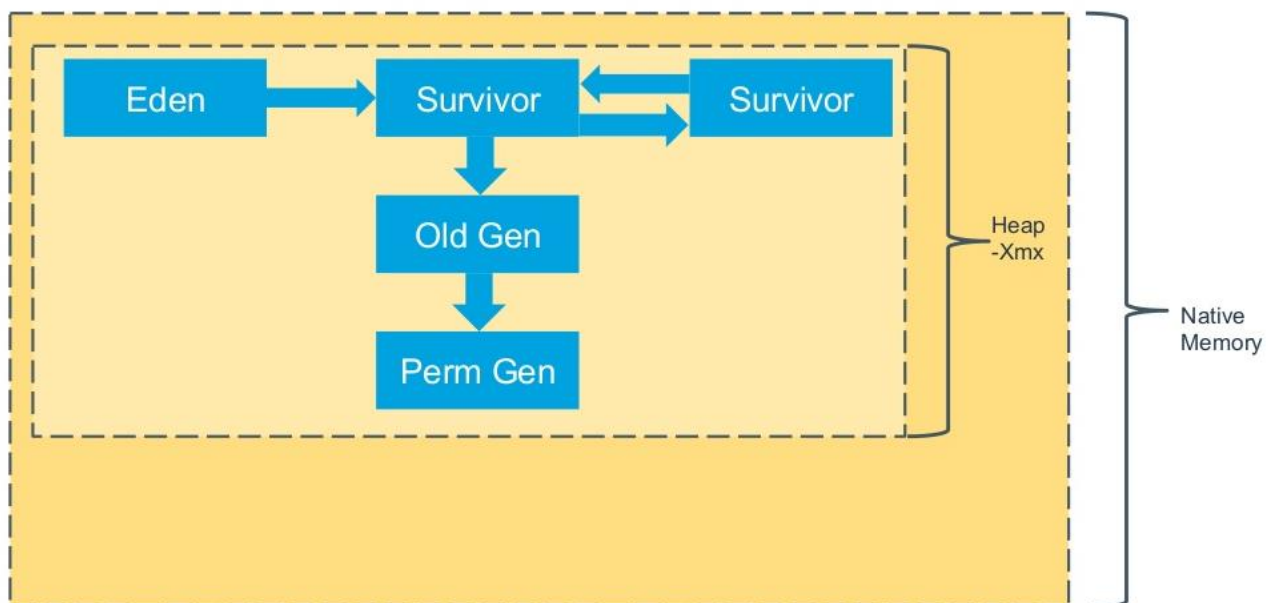 Eden
Survivor
Survivor
Old Gen
Perm Gen
Heap
-Xmx
Native
Memory